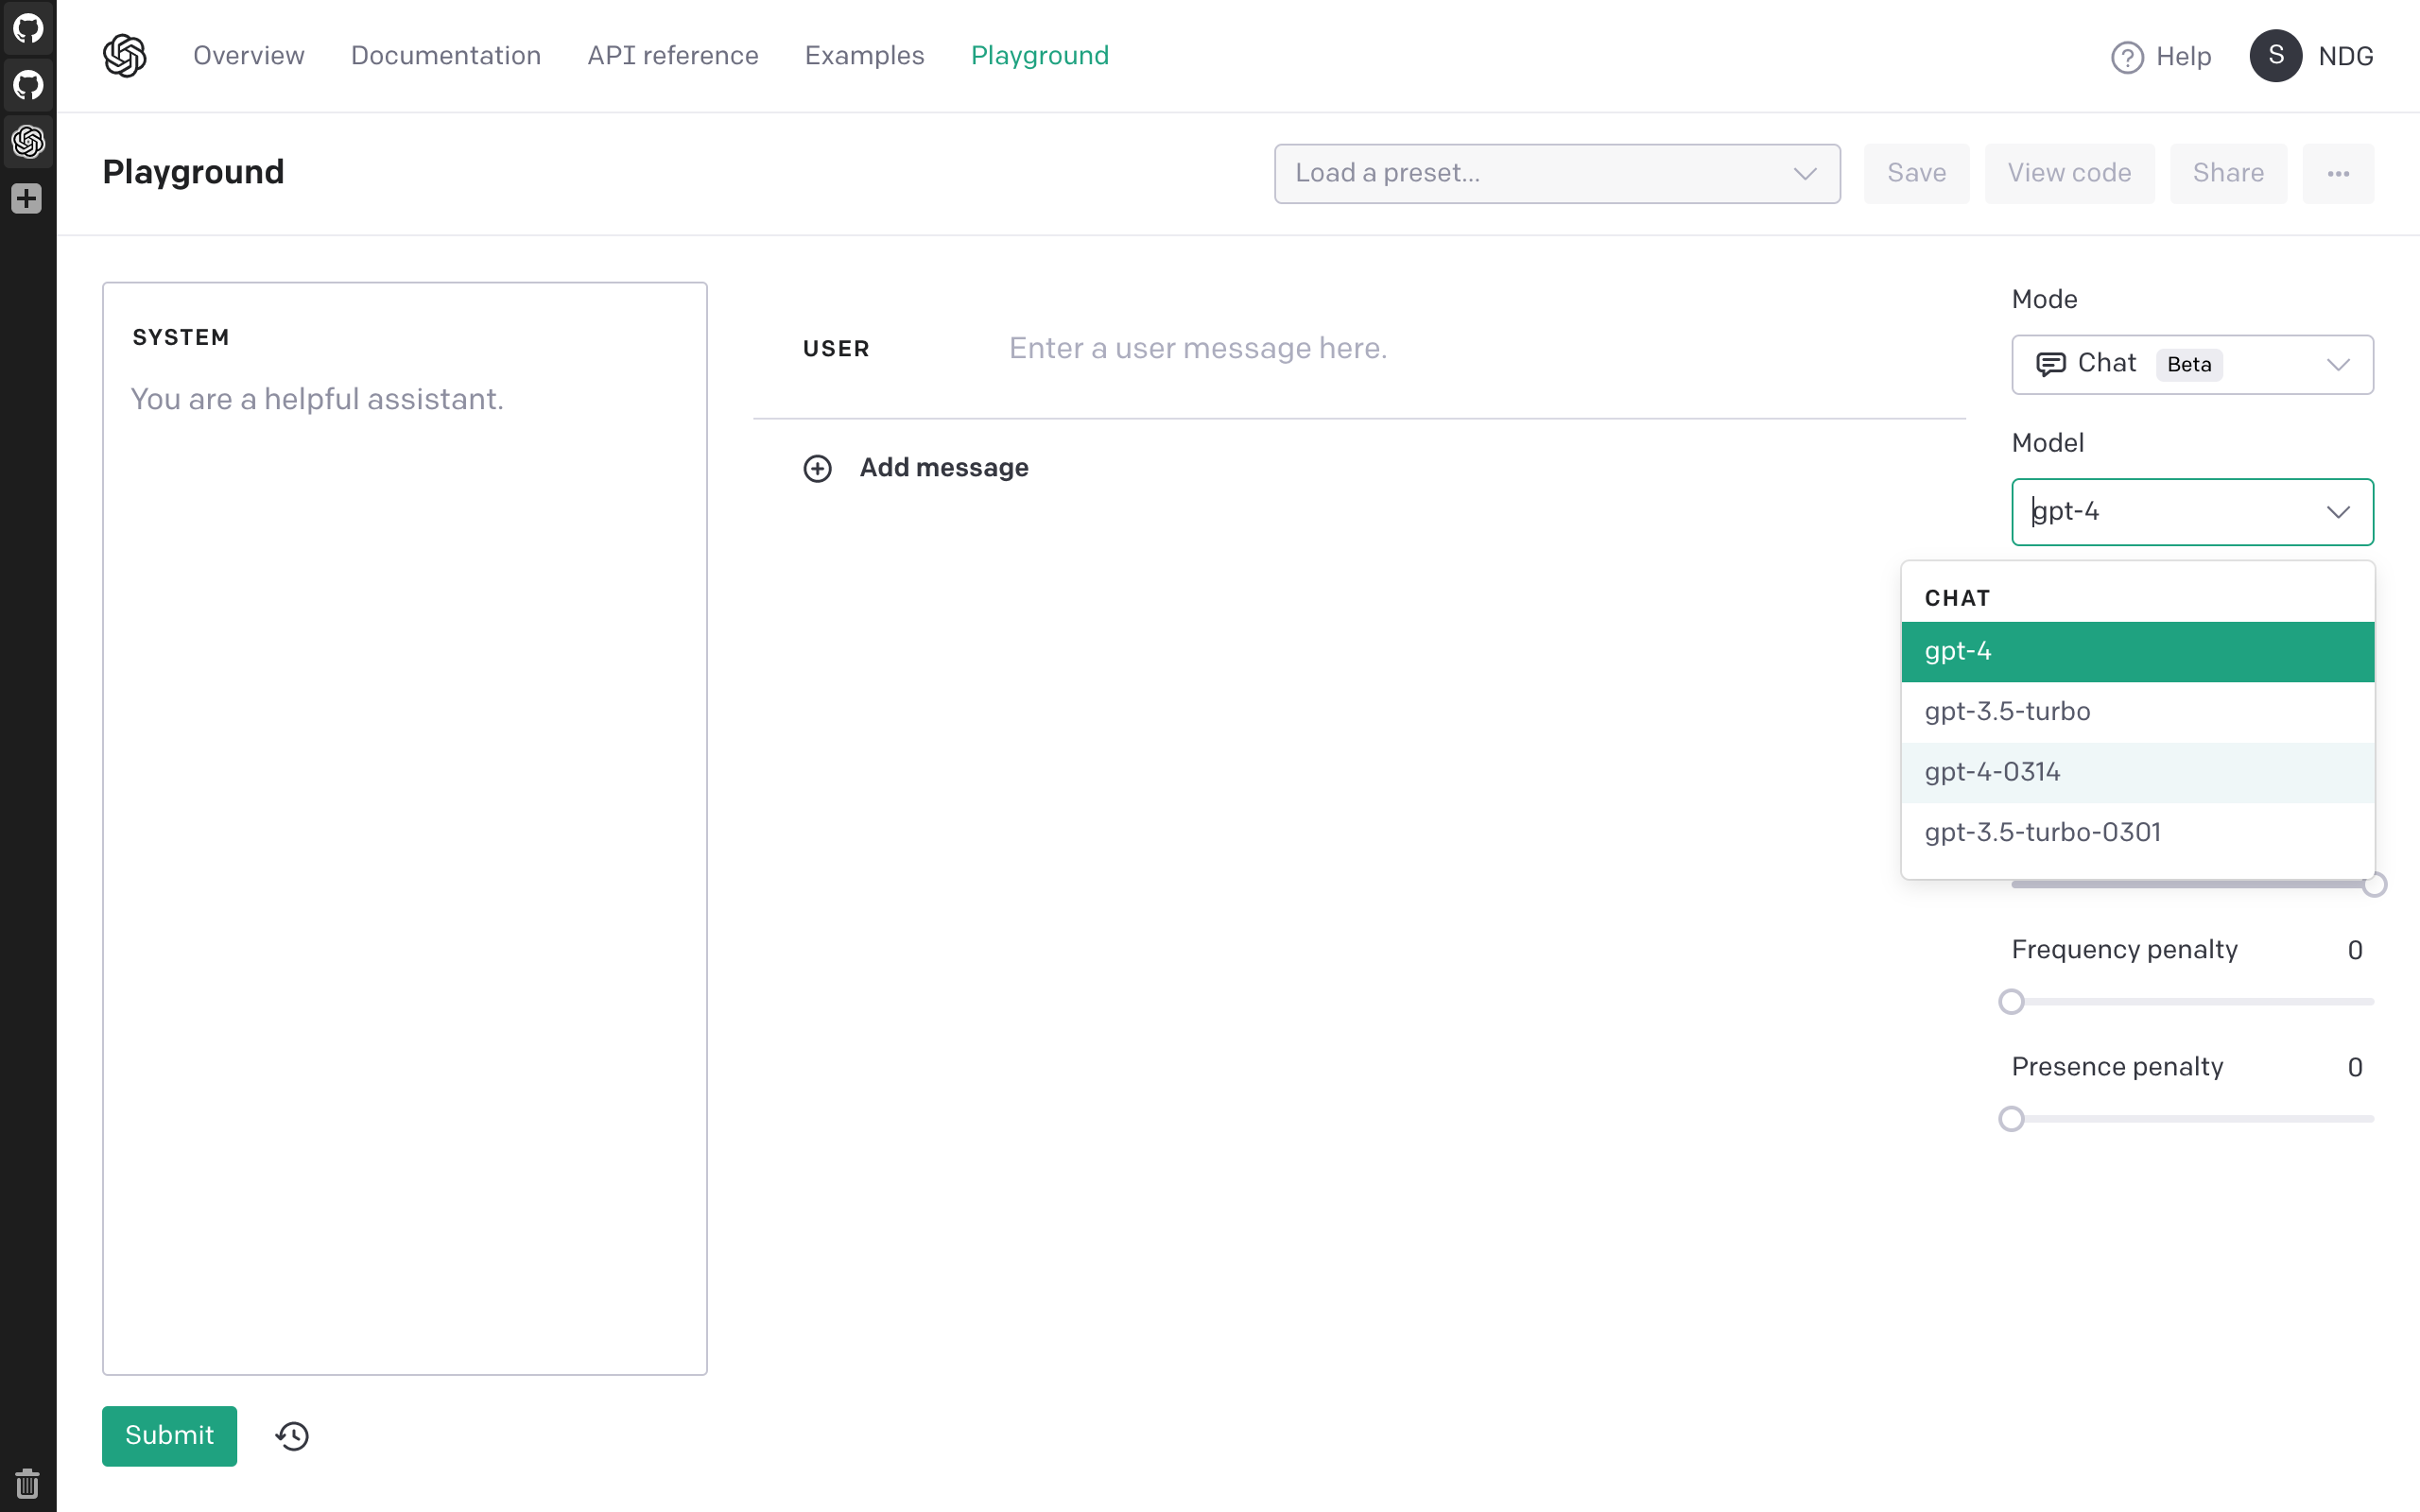 Overview Documentation API reference Examples Playground Help S NDG
Playground Load a preset... Save View code Share
SYSTEM
You are a helpful assistant.
USER Enter a user message here.
Add message
Mode
Chat Beta
Model
gpt-4
CHAT
gpt-4
gpt-3.5-turbo
gpt-4-0314
gpt-3.5-turbo-0301
Frequency penalty 0
Presence penalty 0
Submit